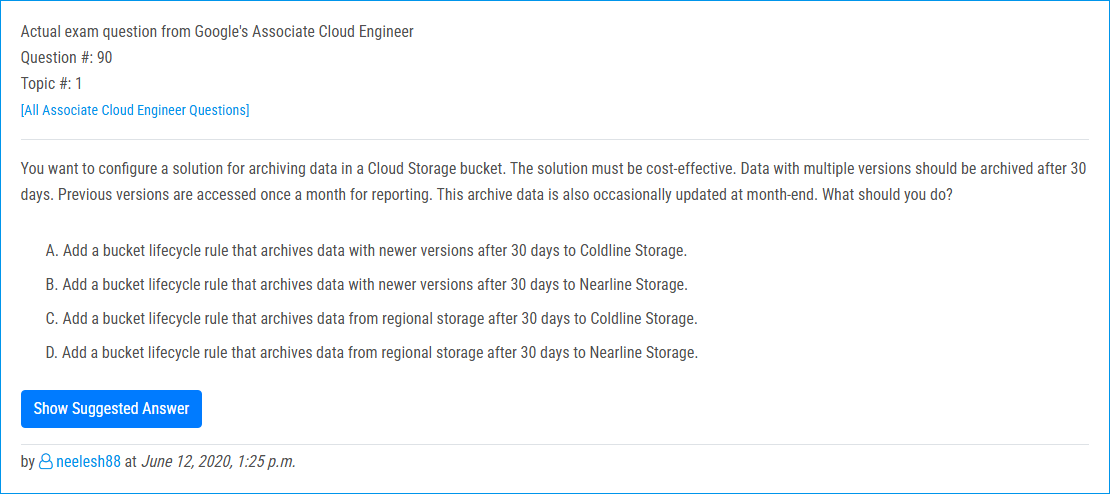 Actual exam question from Google's Associate Cloud Engineer
Question #: 90
Topic #: 1
[All Associate Cloud Engineer Questions]
You want to configure a solution for archiving data in a Cloud Storage bucket. The solution must be cost-effective. Data with multiple versions should be archived after 30
days. Previous versions are accessed once a month for reporting. This archive data is also occasionally updated at month-end. What should you do?
A. Add a bucket lifecycle rule that archives data with newer versions after 30 days to Coldline Storage.
B. Add a bucket lifecycle rule that archives data with newer versions after 30 days to Nearline Storage.
C. Add a bucket lifecycle rule that archives data from regional storage after 30 days to Coldline Storage.
D. Add a bucket lifecycle rule that archives data from regional storage after 30 days to Nearline Storage.
Show Suggested Answer
by neelesh88 at June 12, 2020, 1:25 p.m.